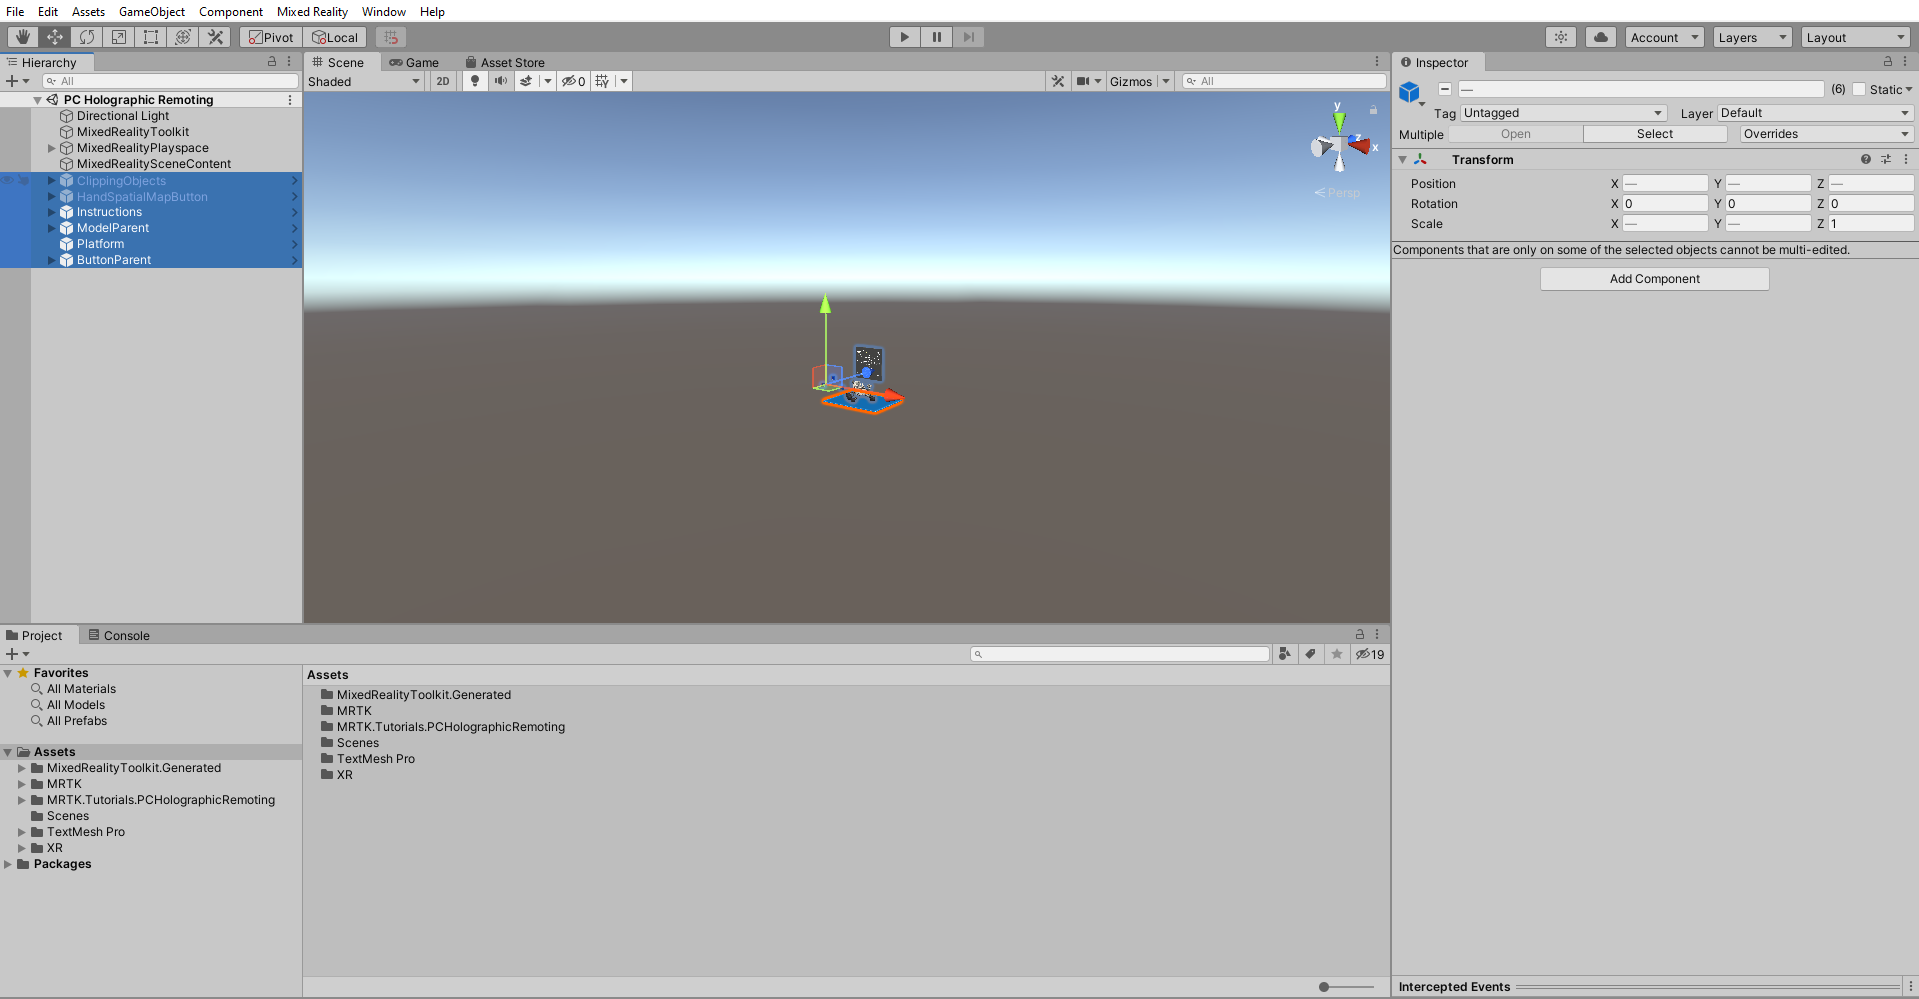 File Edit Assets GameObject Component Mixed Reality Window Help
Pivot Local Account Layers Layout
Hierarchy
All
PC Holographic Remoting
Directional Light
MixedRealityToolkit
MixedRealityPlayspace
MixedRealitySceneContent
ClippingObjects
HandSpatialMapButton
Instructions
ModelParent
Platform
ButtonParent
Scene Game Asset Store
Shaded 2D 0 Gizmos All
y
z
x
Persp
Inspector
— (6) Static
Tag Untagged Layer Default
Multiple Open Select Overrides
Transform
Position X — Y — Z —
Rotation X 0 Y 0 Z 0
Scale X — Y — Z 1
Components that are only on some of the selected objects cannot be multi-edited.
Add Component
Project Console
19
Favorites
All Materials
All Models
All Prefabs
Assets
MixedRealityToolkit.Generated
MRTK
MRTK.Tutorials.PCHolographicRemoting
Scenes
TextMesh Pro
XR
Packages
Assets
MixedRealityToolkit.Generated
MRTK
MRTK.Tutorials.PCHolographicRemoting
Scenes
TextMesh Pro
XR
Intercepted Events